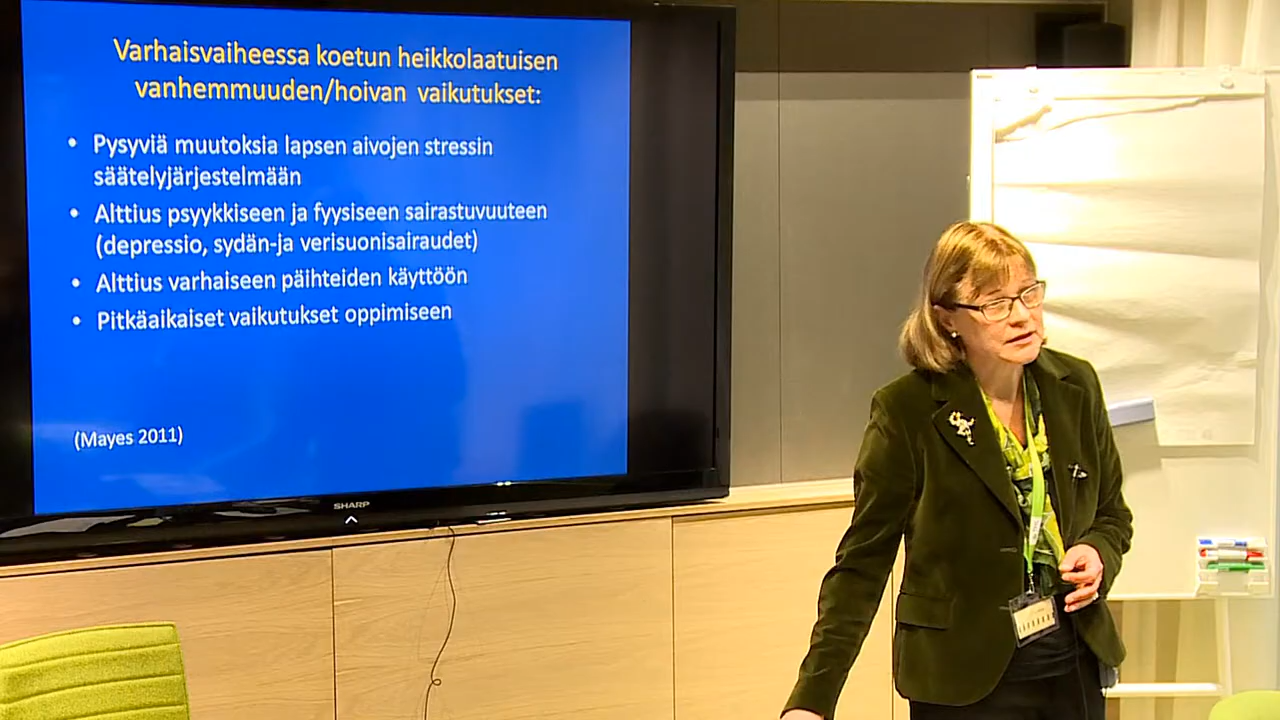 Varhaisvaiheessa koetun heikkolaatuisen
vanhemmuuden/hoivan vaikutukset:
• Pysyviä muutoksia lapsen aivojen stressin
säätelyjärjestelmään
• Alttius psyykkiseen ja fyysiseen sairastuvuuteen
(depressio, sydän-ja verisuonisairaudet)
• Alttius varhaiseen päihteiden käyttöön
• Pitkäaikaiset vaikutukset oppimiseen
(Mayes 2011)
SHARP